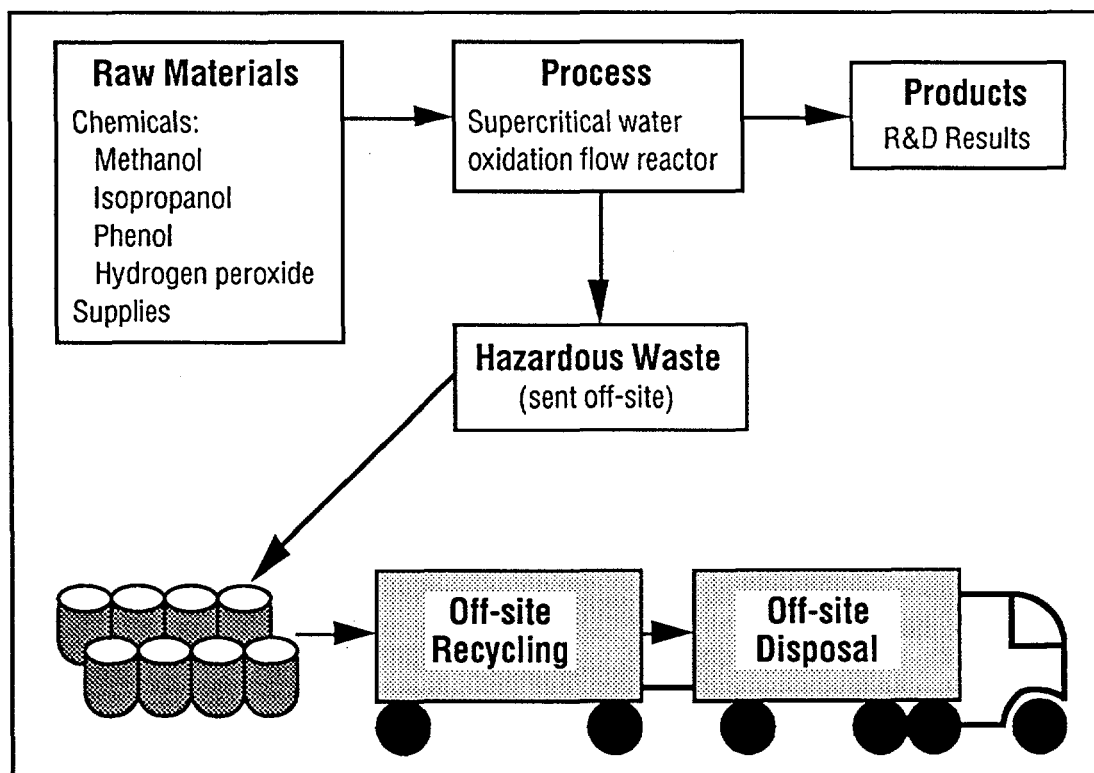 Raw Materials
Chemicals:
Methanol
Isopropanol
Phenol
Hydrogen peroxide
Supplies
Process
Supercritical water
oxidation flow reactor
Products
R&D Results
Hazardous Waste
(sent off-site)
Off-site
Recycling
Off-site
Disposal